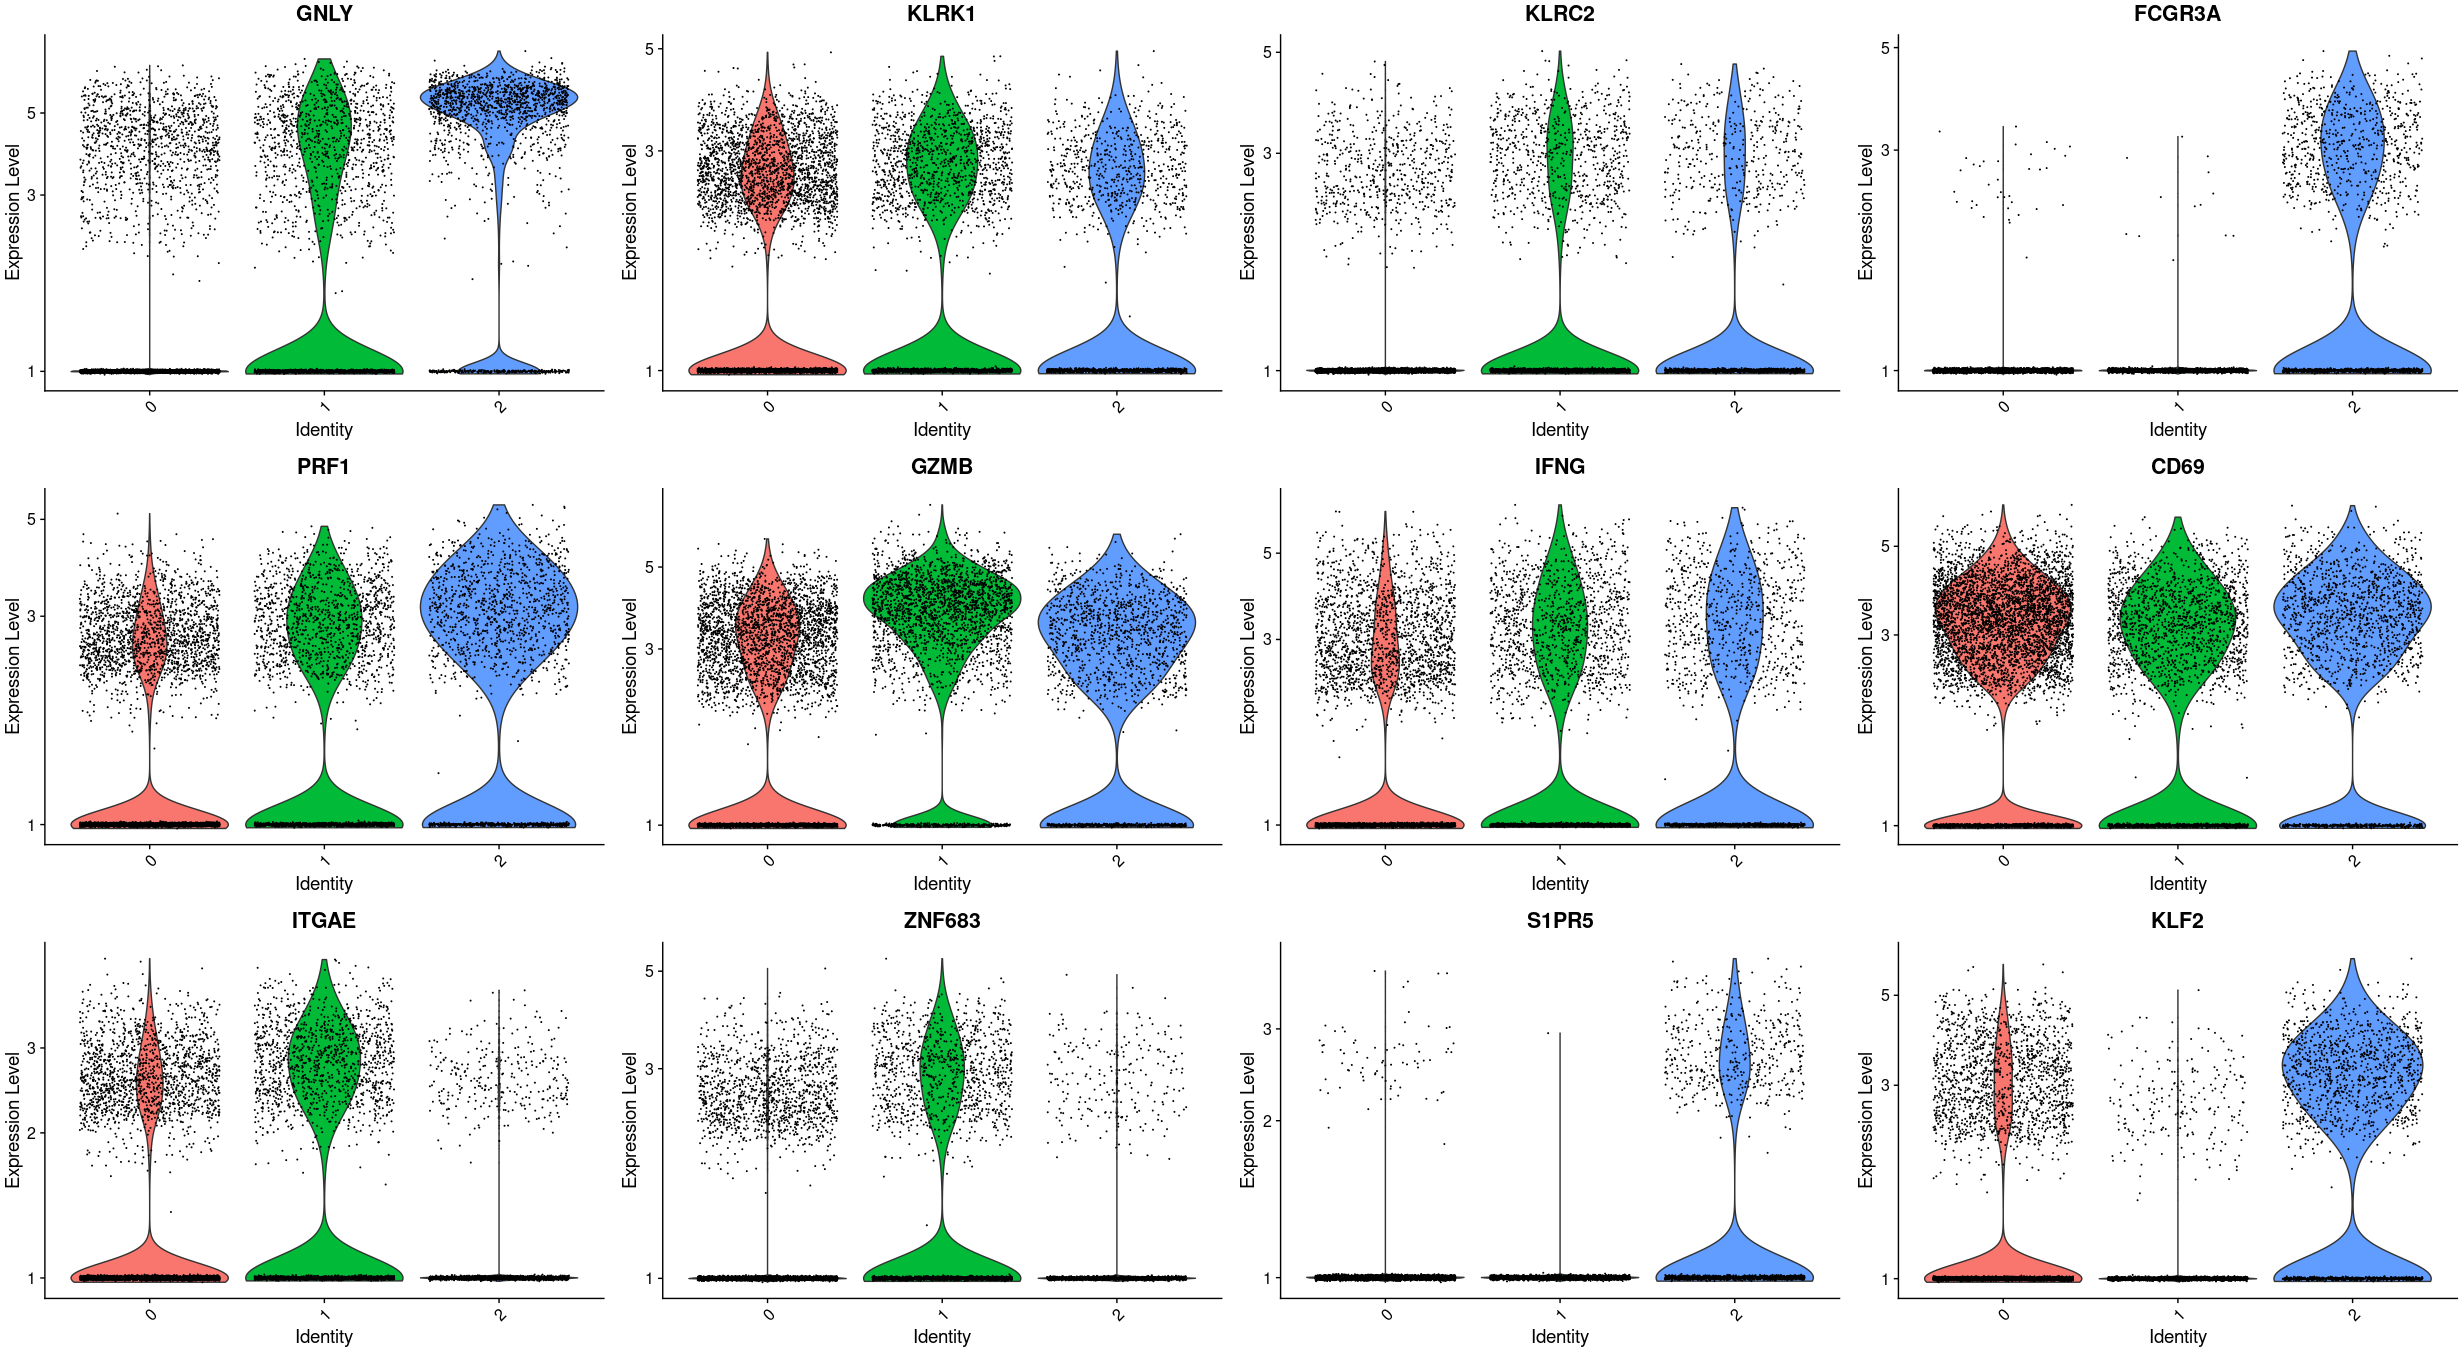 GNLY
KLRK1
KLRC2
FCGR3A
Expression Level
5
3
1
0
1
2
Identity
Expression Level
5
3
1
0
1
2
Identity
Expression Level
5
3
1
0
1
2
Identity
Expression Level
5
3
1
0
1
2
Identity
PRF1
GZMB
IFNG
CD69
Expression Level
5
3
1
0
1
2
Identity
Expression Level
5
3
1
0
1
2
Identity
Expression Level
5
3
1
0
1
2
Identity
Expression Level
5
3
1
0
1
2
Identity
ITGAE
ZNF683
S1PR5
KLF2
Expression Level
3
2
1
0
1
2
Identity
Expression Level
5
3
1
0
1
2
Identity
Expression Level
3
2
1
0
1
2
Identity
Expression Level
5
3
1
0
1
2
Identity